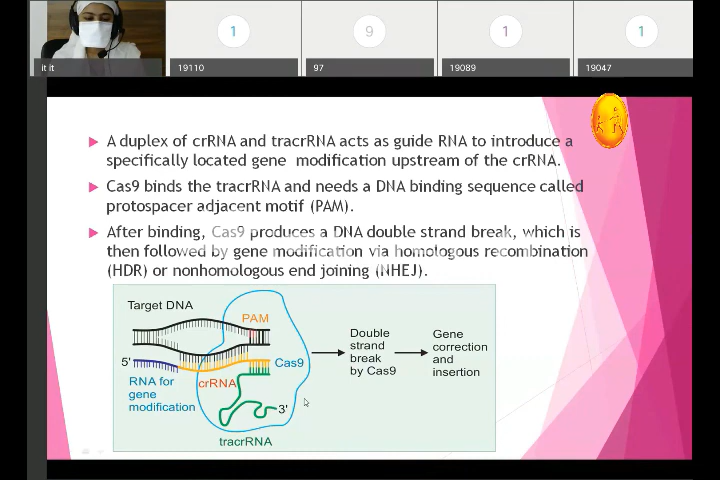 1
9
1
1
it it
19110
97
19089
19047
A duplex of crRNA and tracrRNA acts as guide RNA to introduce a
specifically located gene modification upstream of the crRNA.
Cas9 binds the tracrRNA and needs a DNA binding sequence called
protospacer adjacent motif (PAM).
After binding, Cas9 produces a DNA double strand break, which is
then followed by gene modification via homologous recombination
(HDR) or nonhomologous end joining (NHEJ).
Target DNA
PAM
5'
Cas9
crRNA
RNA for
gene
modification
3'
tracrRNA
Double
strand
break
by Cas9
Gene
correction
and
insertion